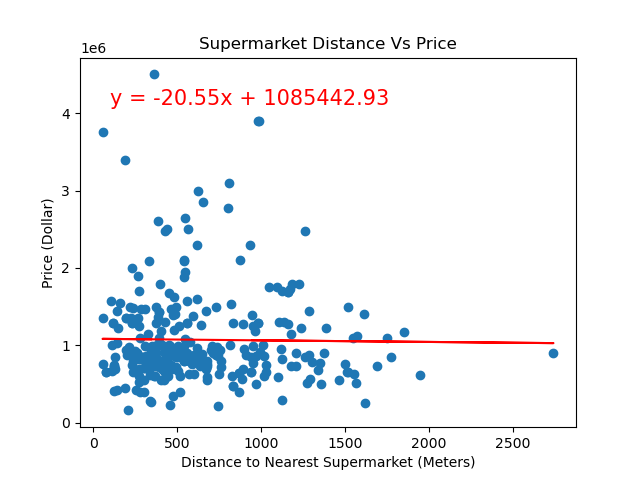 Supermarket Distance Vs Price
1e6
y = -20.55x + 1085442.93
4
3
2
1
0
Price (Dollar)
0 500 1000 1500 2000 2500
Distance to Nearest Supermarket (Meters)